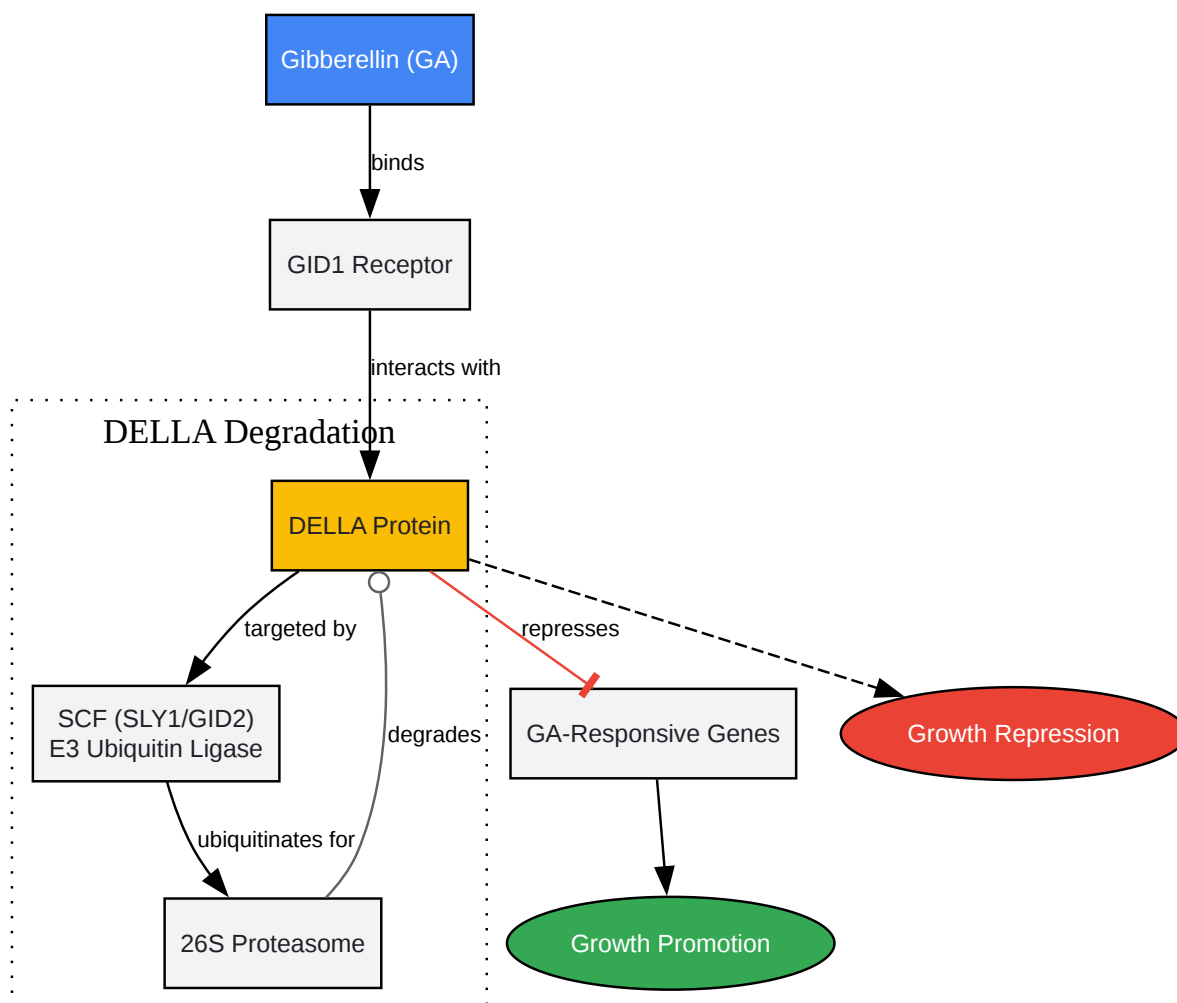 Gibberellin (GA)
binds
GID1 Receptor
interacts with
DELLA Degradation
DELLA Protein
targeted by
represses
SCF (SLY1/GID2)
E3 Ubiquitin Ligase
degrades
GA-Responsive Genes
Growth Repression
ubiquitinates for
26S Proteasome
Growth Promotion